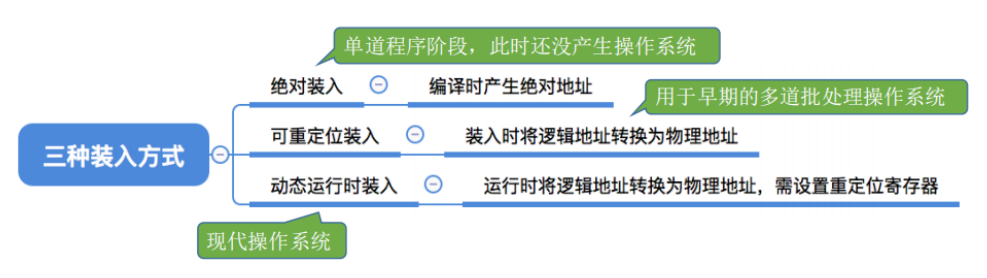 单道程序阶段，此时还没产生操作系统
绝对装入
编译时产生绝对地址
用于早期的多道批处理操作系统
三种装入方式
可重定位装入
装入时将逻辑地址转换为物理地址
动态运行时装入
运行时将逻辑地址转换为物理地址，需设置重定位寄存器
现代操作系统